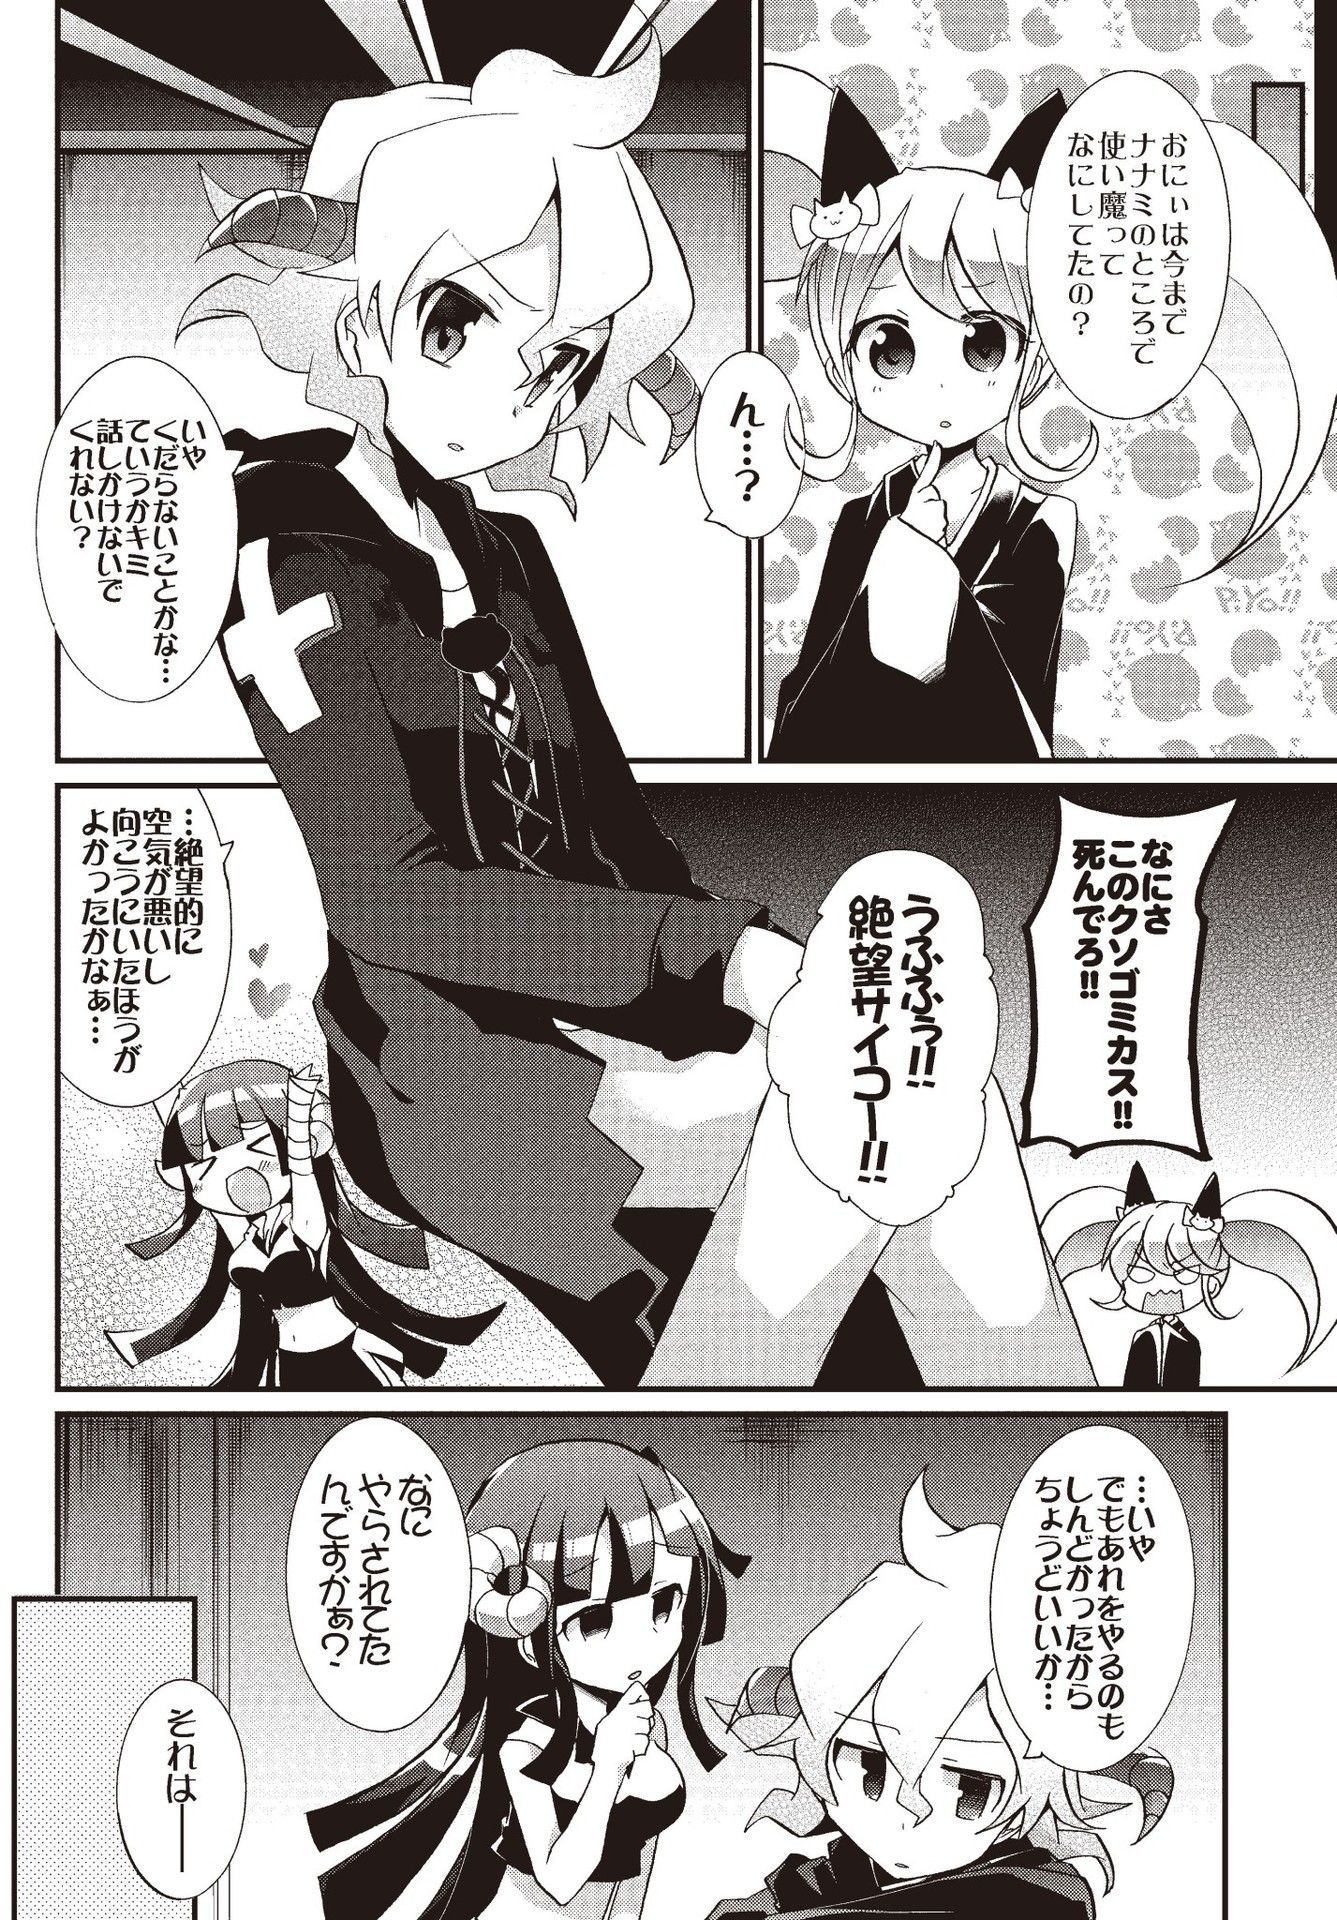 おにぃは今まで
ナナミのところで
使い魔って
なにしてたの？
ん…？
いや
くだらないことかな…
ていうかキミ
話しかけないで
くれない？
P.Yo!!
P.Yo!!
なにさ
このクソゴミカス!!
死んでろ!!
うふふぅ!!
絶望サイコー!!
…絶望的に
空気が悪いし
向こうにいたほうが
よかったかなぁ…
…いや
でもあれをやるのも
しんどかったから
ちょうどいいか…
なに
やらされてた
んですかぁ？
それは――